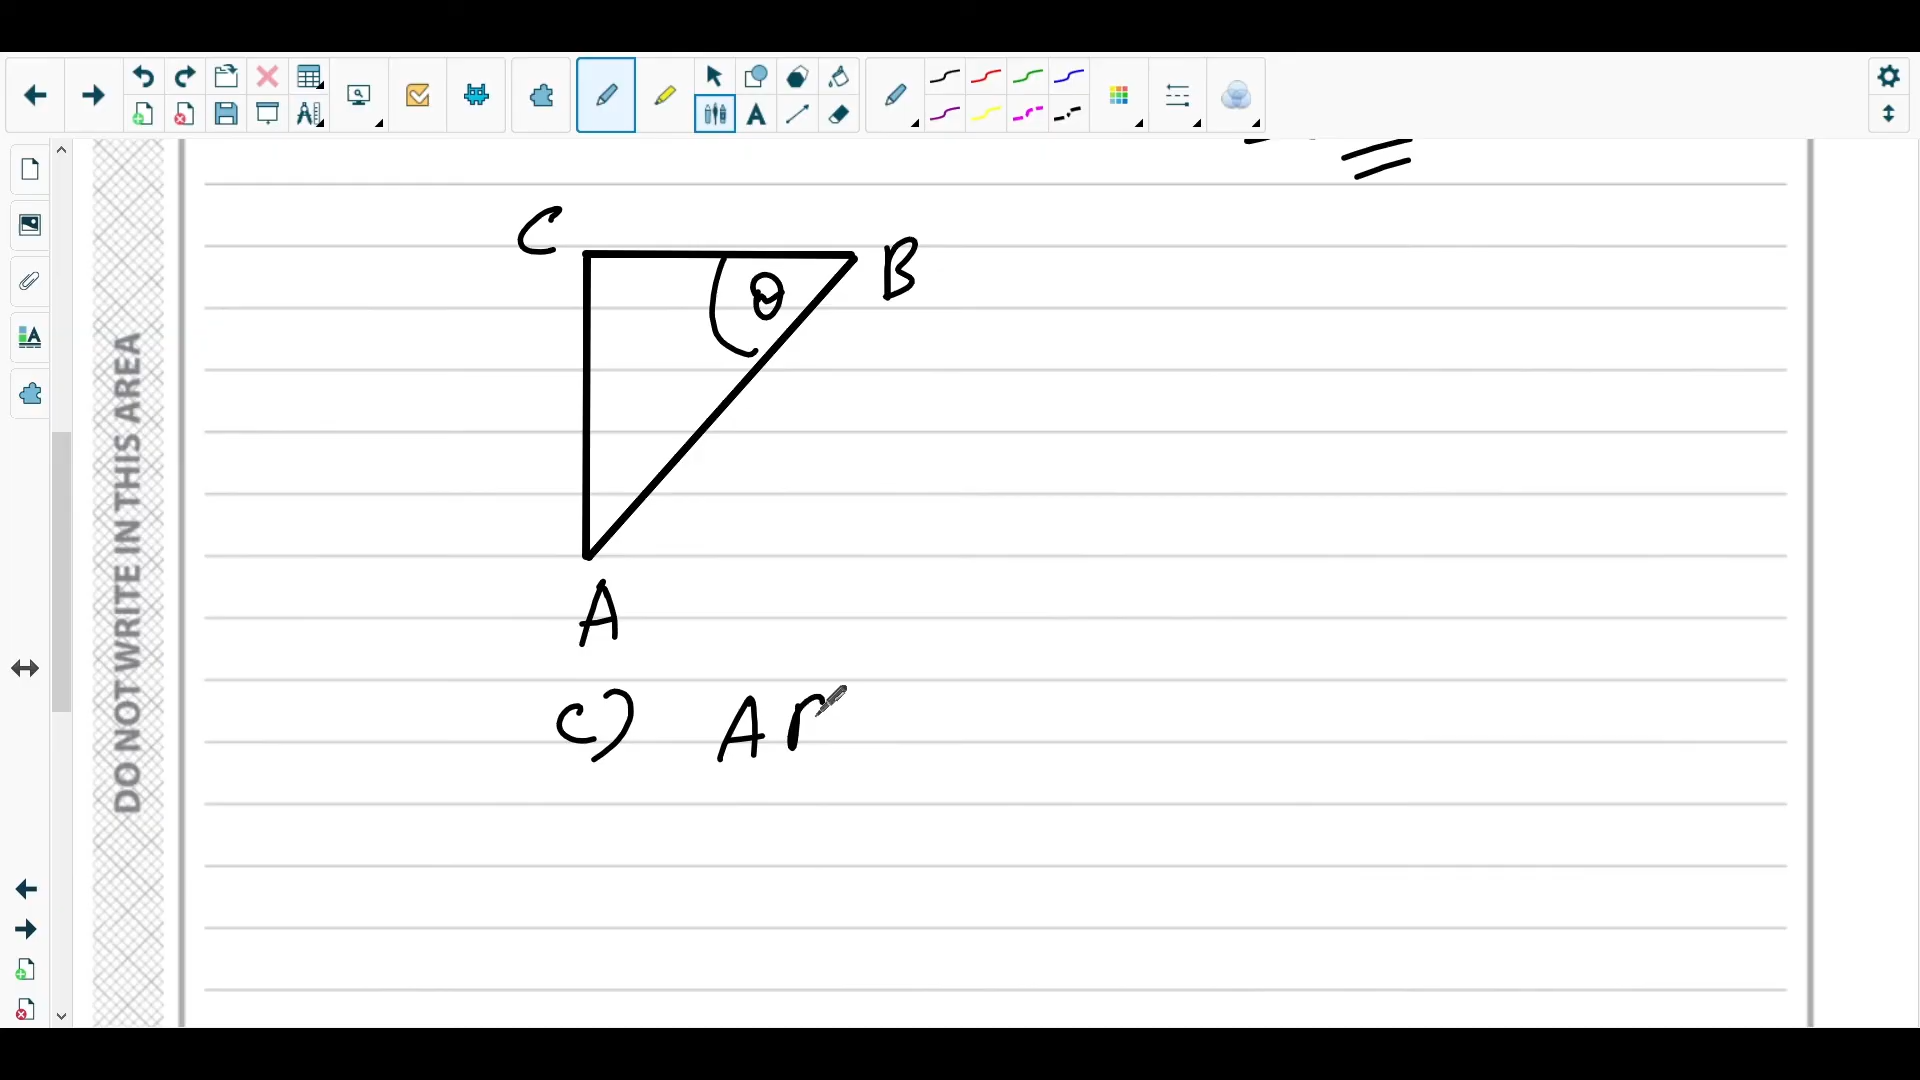 C
B
θ
A
c) Ar
DO NOT WRITE IN THIS AREA